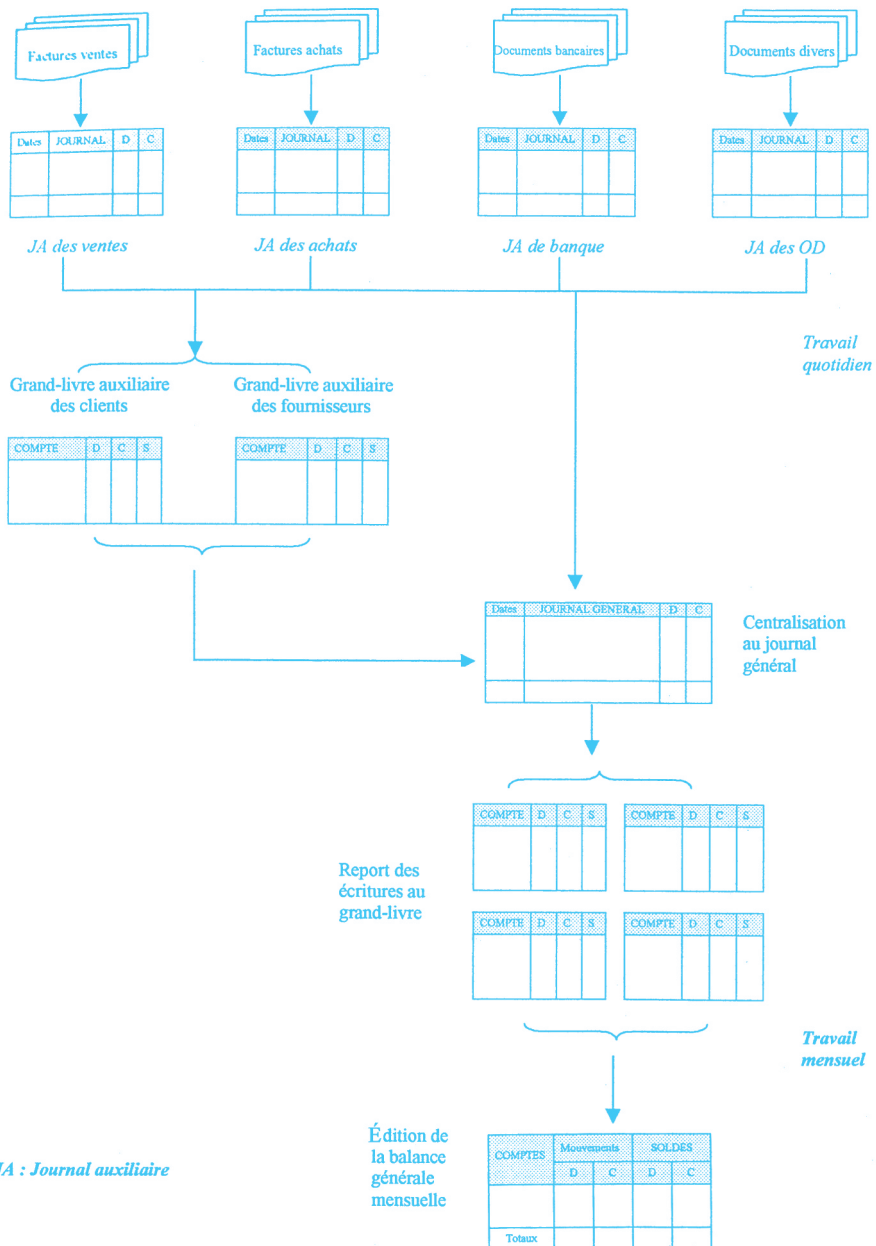 Factures ventes
Factures achats
Documents bancaires
Documents divers
Dates JOURNAL D C
Dates JOURNAL D C
Dates JOURNAL D C
Dates JOURNAL D C
JA des ventes
JA des achats
JA de banque
JA des OD
Travail
quotidien
Grand-livre auxiliaire
des clients
Grand-livre auxiliaire
des fournisseurs
COMPTE D C S
COMPTE D C S
Dates JOURNAL GENERAL D C
Centralisation
au journal
général
COMPTE D C S
COMPTE D C S
Report des
écritures au
grand-livre
COMPTE D C S
COMPTE D C S
Travail
mensuel
Édition de
la balance
générale
mensuelle
COMPTES Mouvements SOLDES
D C D C
Totaux
JA : Journal auxiliaire